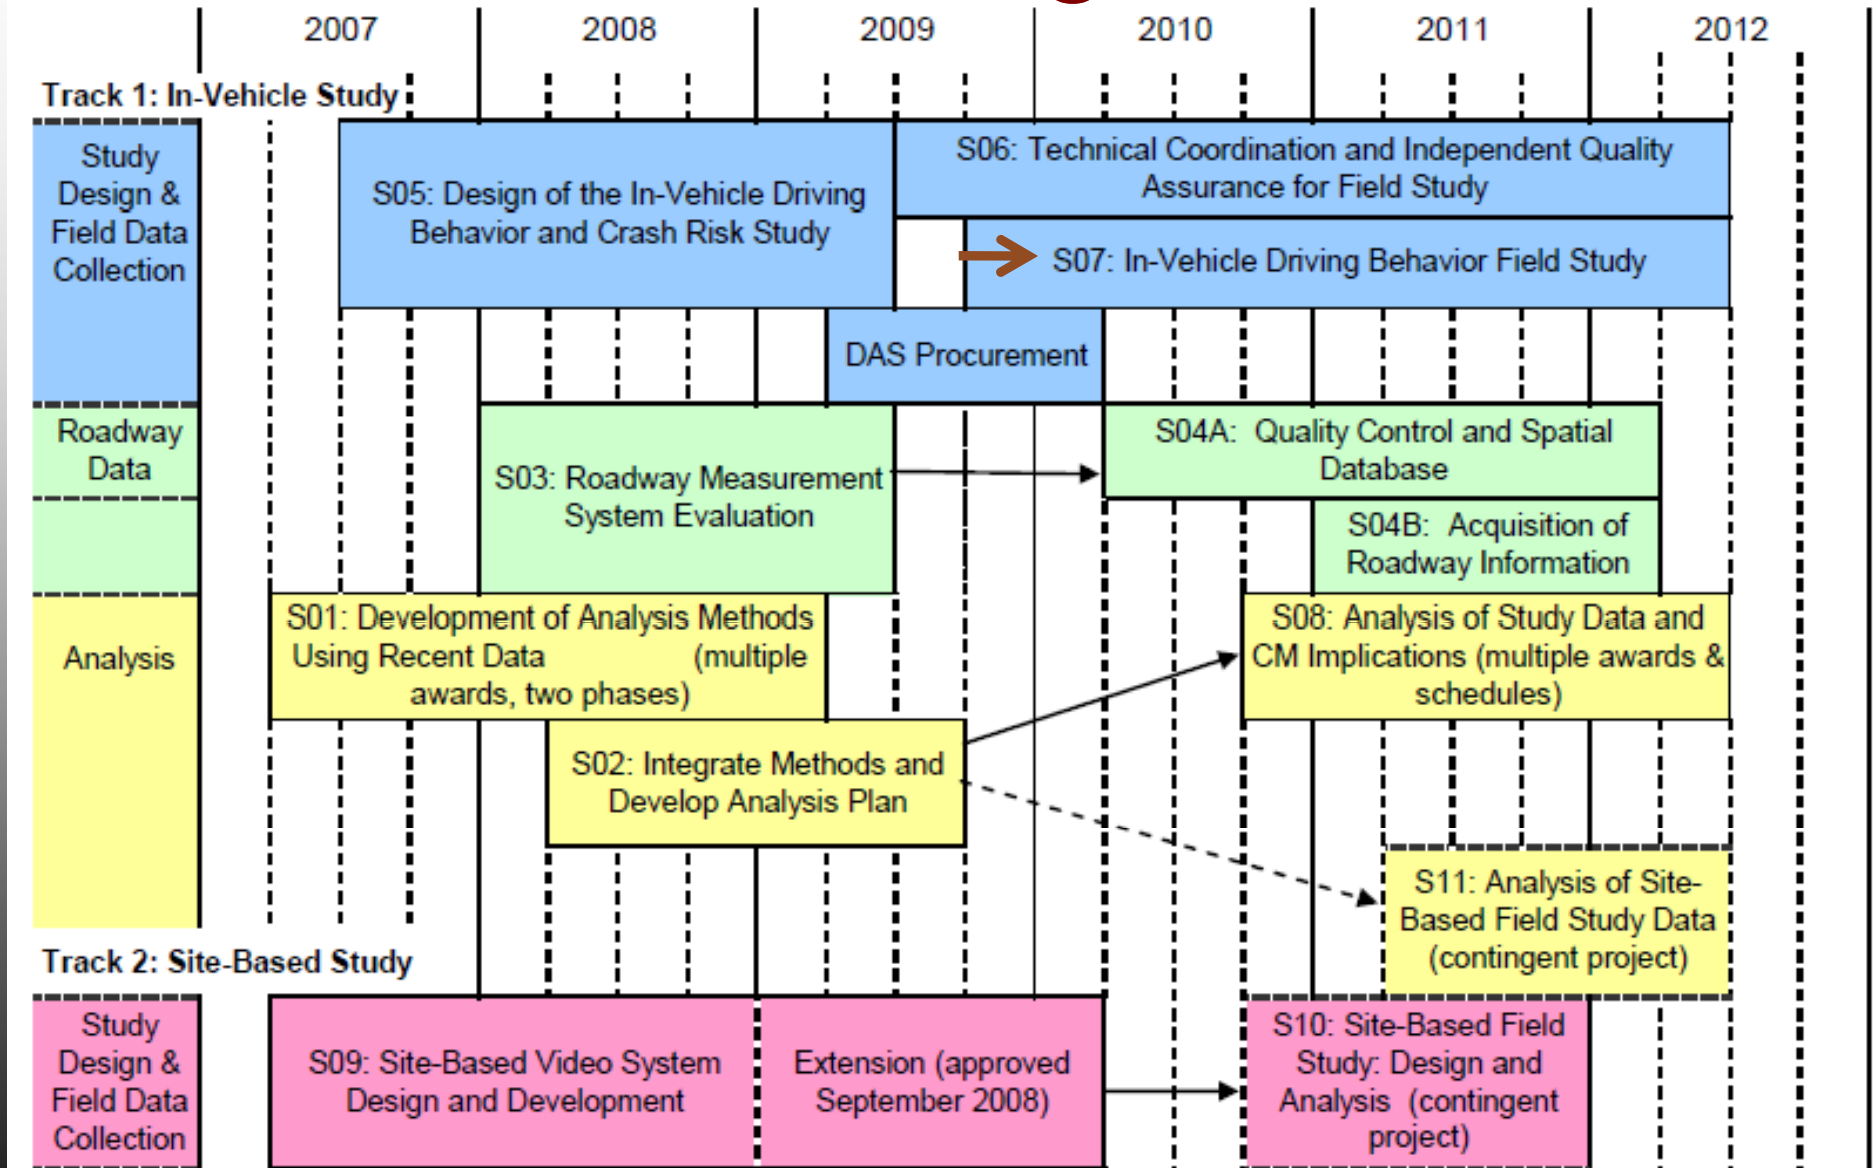 2007 2008 2009 2010 2011 2012
Track 1: In-Vehicle Study
Study
Design &
Field Data
Collection
S05: Design of the In-Vehicle Driving
Behavior and Crash Risk Study
S06: Technical Coordination and Independent Quality
Assurance for Field Study
S07: In-Vehicle Driving Behavior Field Study
DAS Procurement
Roadway
Data
S03: Roadway Measurement
System Evaluation
S04A: Quality Control and Spatial
Database
S04B: Acquisition of
Roadway Information
Analysis
S01: Development of Analysis Methods
Using Recent Data (multiple
awards, two phases)
S08: Analysis of Study Data and
CM Implications (multiple awards &
schedules)
S02: Integrate Methods and
Develop Analysis Plan
S11: Analysis of Site-
Based Field Study Data
(contingent project)
Track 2: Site-Based Study
Study
Design &
Field Data
Collection
S09: Site-Based Video System
Design and Development
Extension (approved
September 2008)
S10: Site-Based Field
Study: Design and
Analysis (contingent
project)